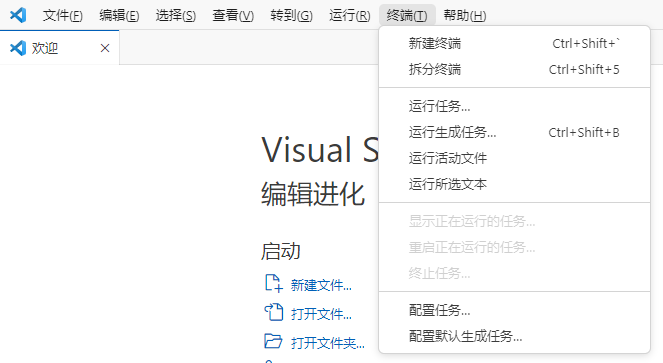 文件(F) 编辑(E) 选择(S) 查看(V) 转到(G) 运行(R) 终端(T) 帮助(H)
欢迎
新建终端 Ctrl+Shift+`
拆分终端 Ctrl+Shift+5
运行任务...
运行生成任务... Ctrl+Shift+B
运行活动文件
运行所选文本
显示正在运行的任务...
重启正在运行的任务...
终止任务...
配置任务...
配置默认生成任务...
Visual S
编辑进化
启动
新建文件...
打开文件...
打开文件夹...